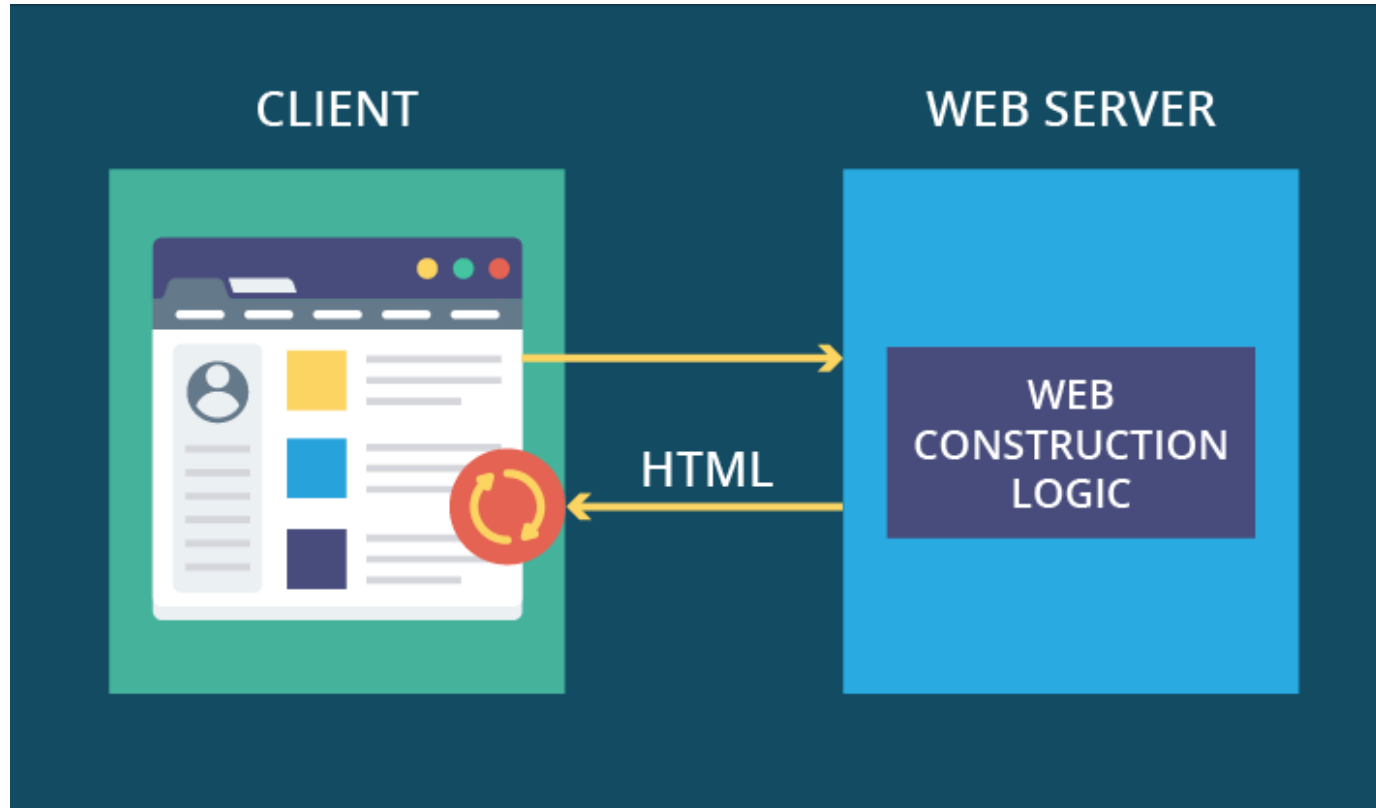 CLIENT
WEB SERVER
HTML
WEB
CONSTRUCTION
LOGIC